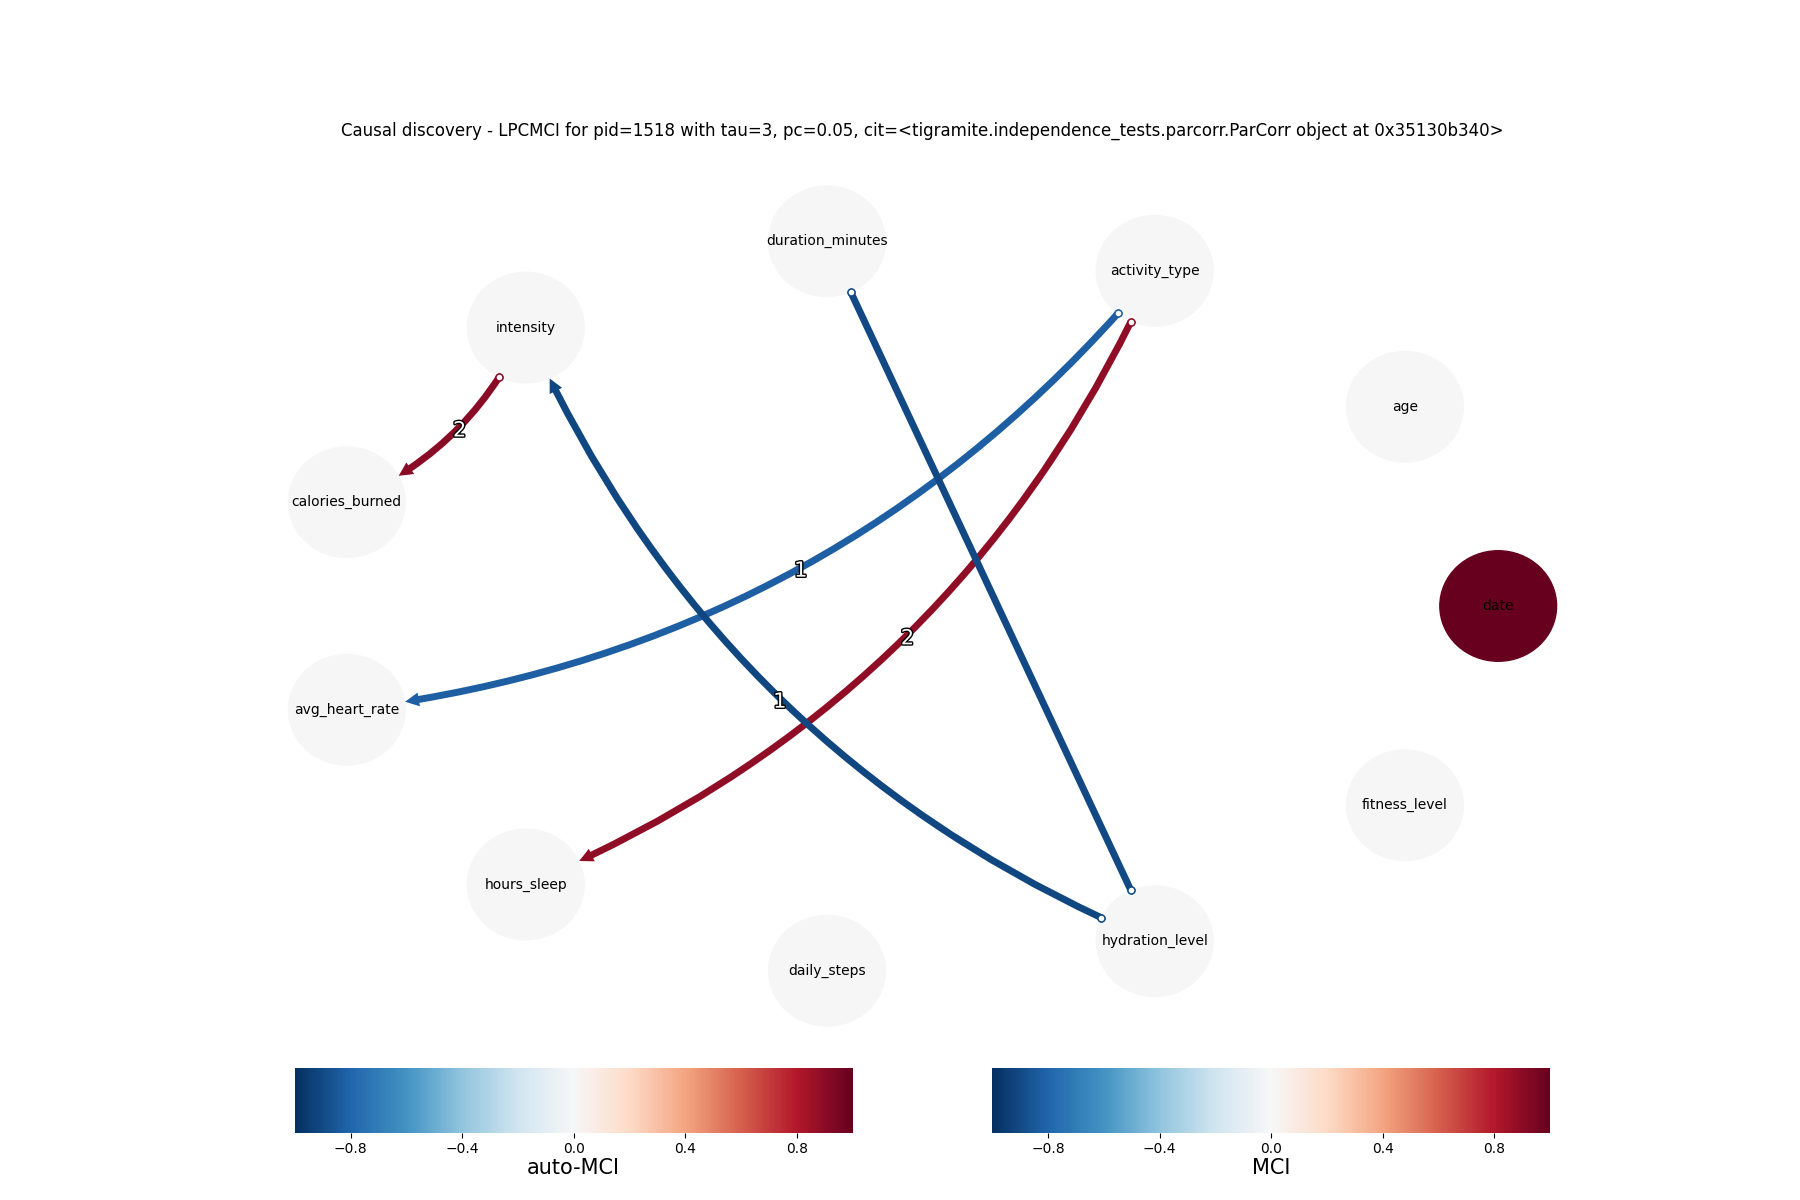 Causal discovery - LPCMCI for pid=1518 with tau=3, pc=0.05, cit=<tigramite.independence_tests.parcorr.ParCorr object at 0x35130b340>
duration_minutes
activity_type
intensity
age
2
calories_burned
1
date
2
1
avg_heart_rate
fitness_level
hours_sleep
hydration_level
daily_steps
−0.8 −0.4 0.0 0.4 0.8
auto-MCI
−0.8 −0.4 0.0 0.4 0.8
MCI